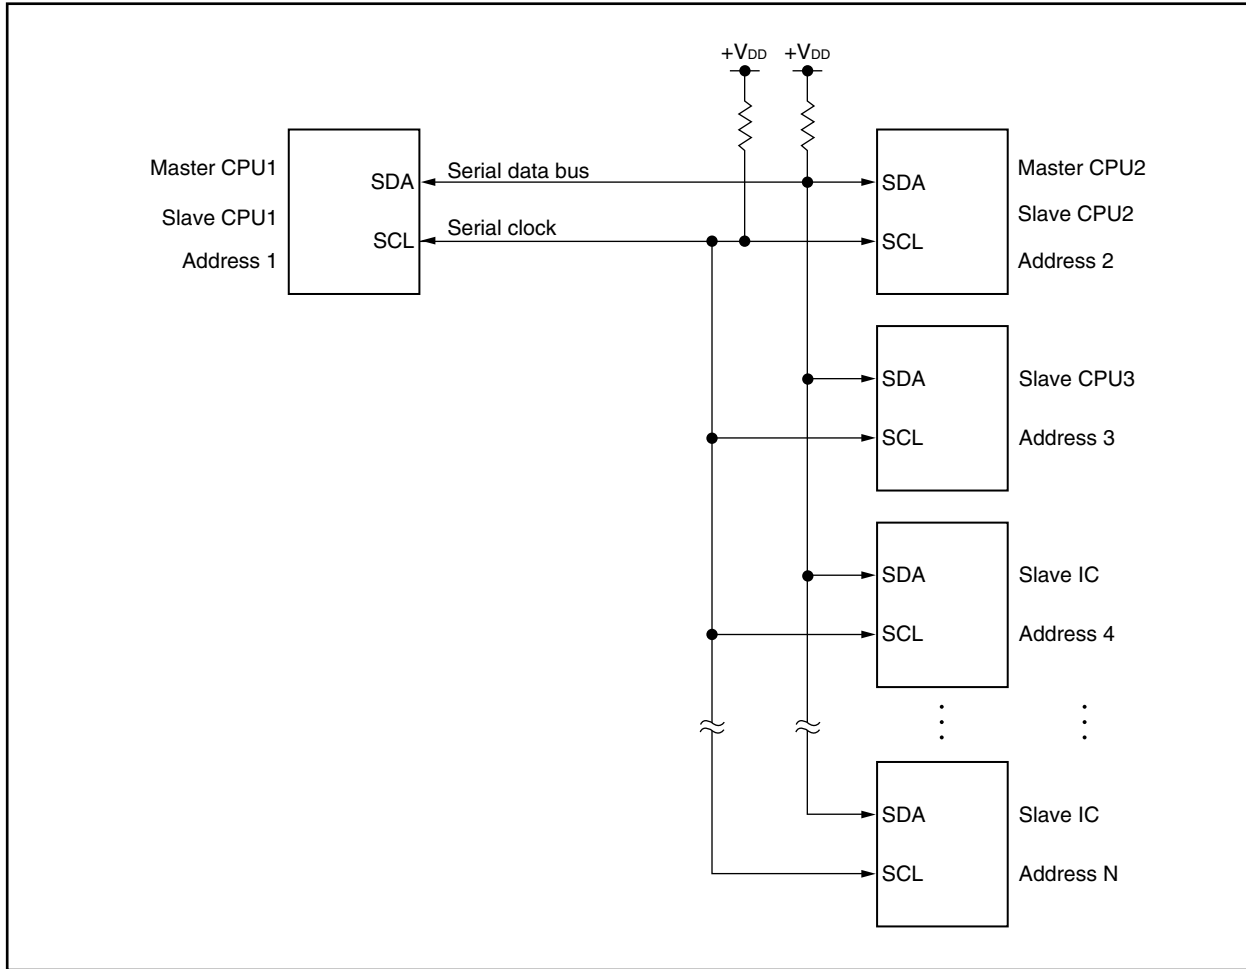 +VDD +VDD
Master CPU1
Slave CPU1
Address 1
SDA
SCL
Serial data bus
Serial clock
SDA
SCL
Master CPU2
Slave CPU2
Address 2
SDA
SCL
Slave CPU3
Address 3
SDA
SCL
Slave IC
Address 4
SDA
SCL
Slave IC
Address N